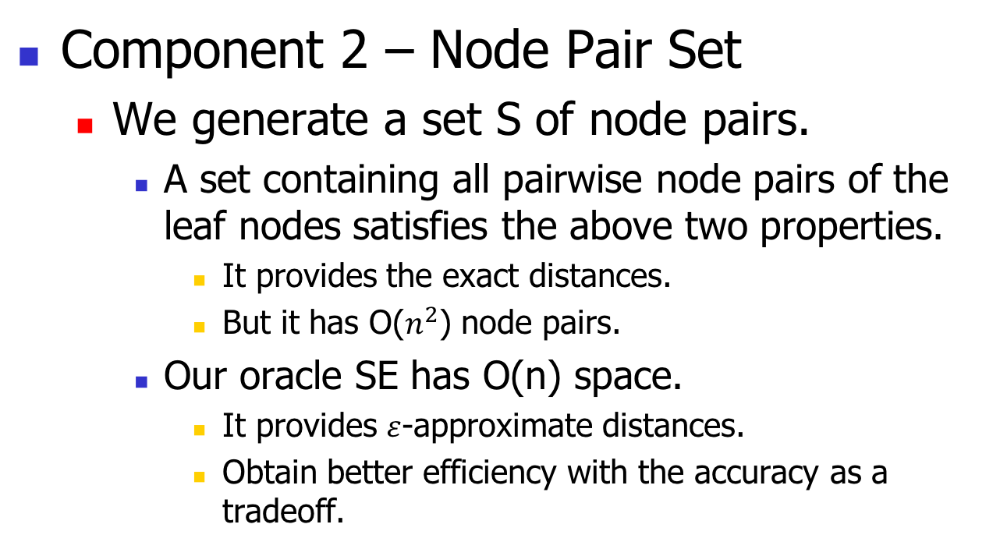 Component 2 – Node Pair Set
We generate a set S of node pairs.
A set containing all pairwise node pairs of the
leaf nodes satisfies the above two properties.
It provides the exact distances.
But it has O(𝑛²) node pairs.
Our oracle SE has O(n) space.
It provides 𝜀-approximate distances.
Obtain better efficiency with the accuracy as a
tradeoff.